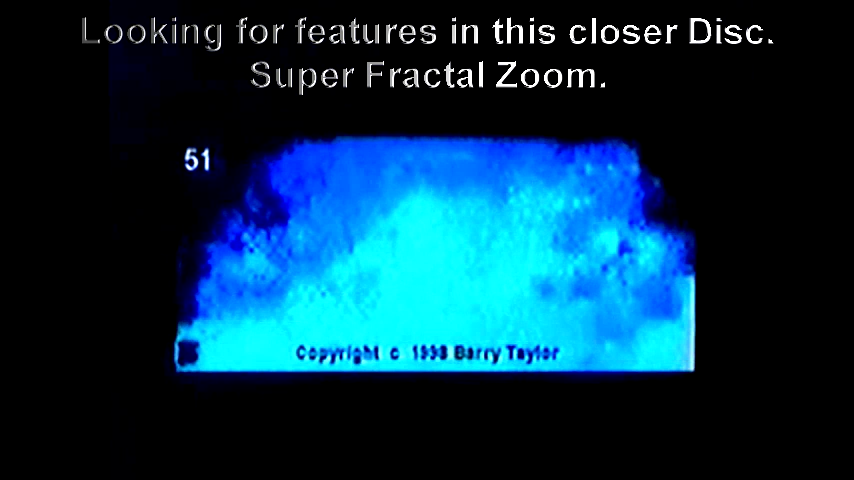 Looking for features in this closer Disc.
Super Fractal Zoom.
51
Copyright c 1998 Barry Taylor